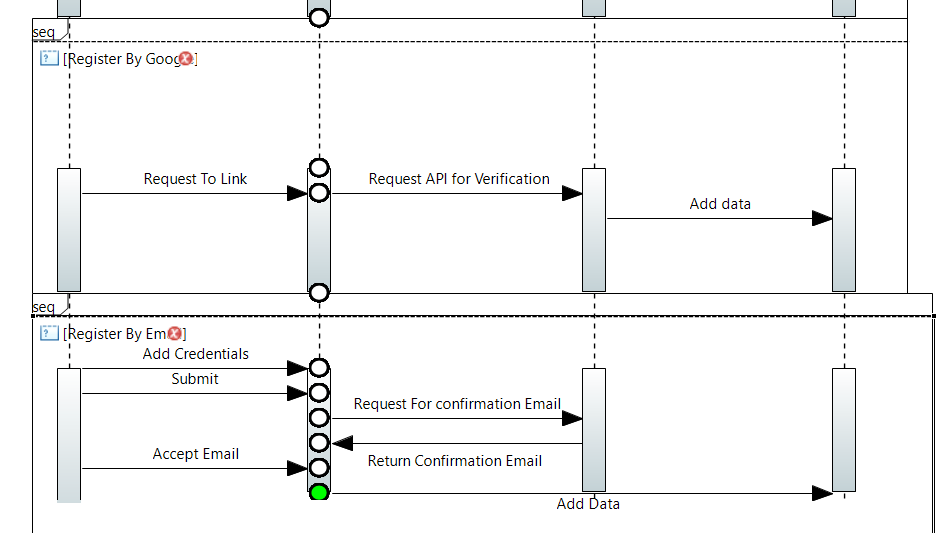 seq
[Register By Goog ]
Request To Link
Request API for Verification
Add data
seq
[Register By Em ]
Add Credentials
Submit
Request For confirmation Email
Accept Email
Return Confirmation Email
Add Data